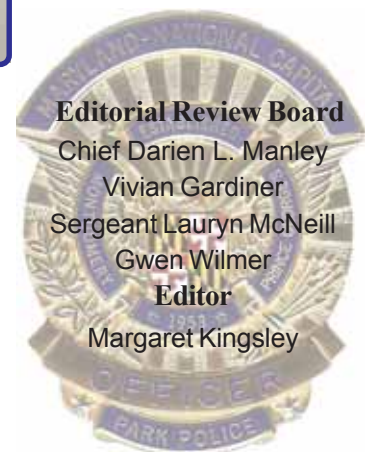 MARYLAND-NATIONAL CAPITAL
Editorial Review Board
Chief Darien L. Manley
Vivian Gardiner
Sergeant Lauryn McNeill
Gwen Wilmer
Editor
Margaret Kingsley
OFFICER
PARK POLICE